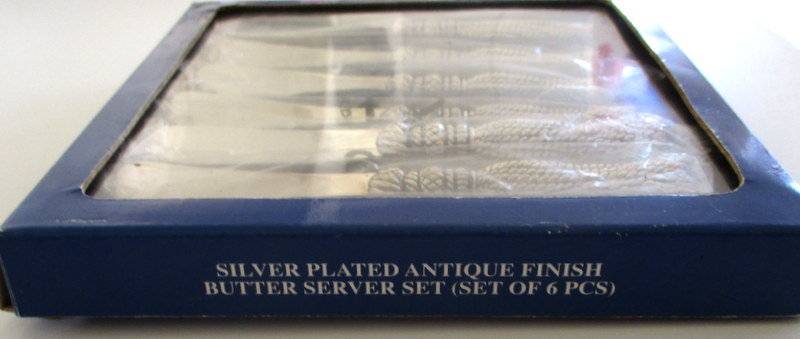 SILVER PLATED ANTIQUE FINISH
BUTTER SERVER SET (SET OF 6 PCS)